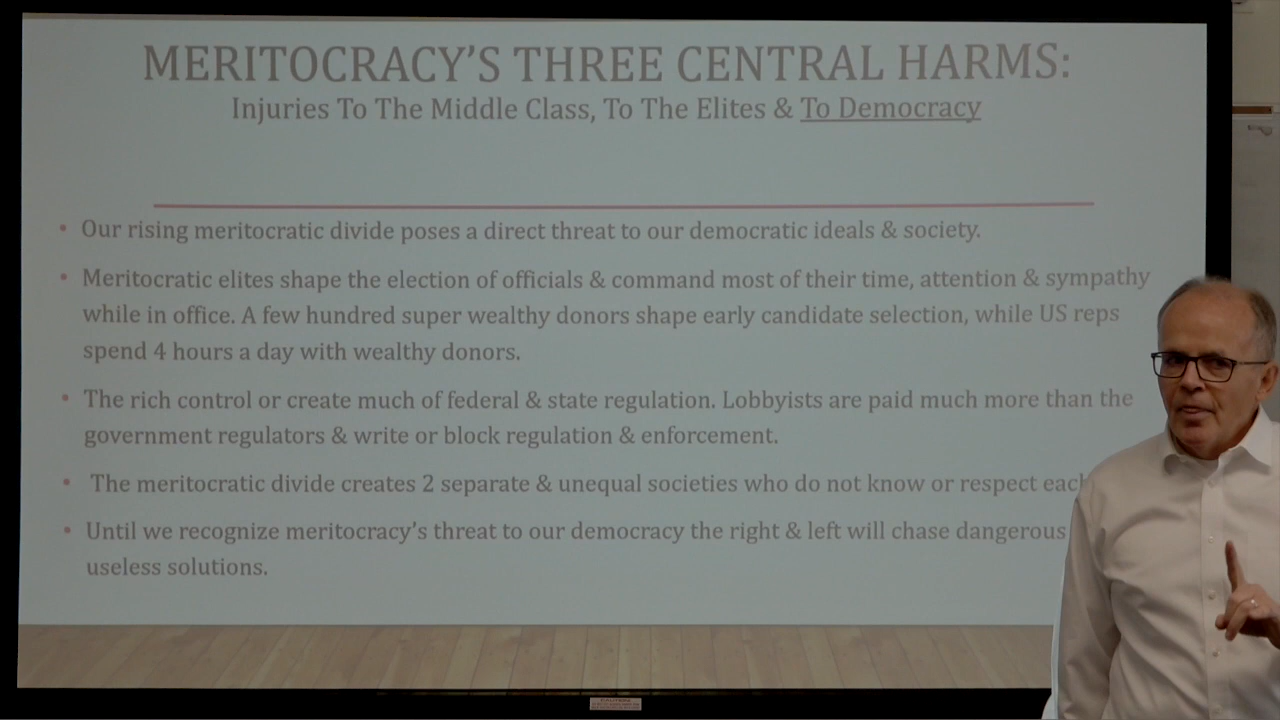 MERITOCRACY'S THREE CENTRAL HARMS:
Injuries To The Middle Class, To The Elites & To Democracy
• Our rising meritocratic divide poses a direct threat to our democratic ideals & society.
• Meritocratic elites shape the election of officials & command most of their time, attention & sympathy
while in office. A few hundred super wealthy donors shape early candidate selection, while US reps
spend 4 hours a day with wealthy donors.
• The rich control or create much of federal & state regulation. Lobbyists are paid much more than the
government regulators & write or block regulation & enforcement.
• The meritocratic divide creates 2 separate & unequal societies who do not know or respect
• Until we recognize meritocracy's threat to our democracy the right & left will chase dangerous
useless solutions.